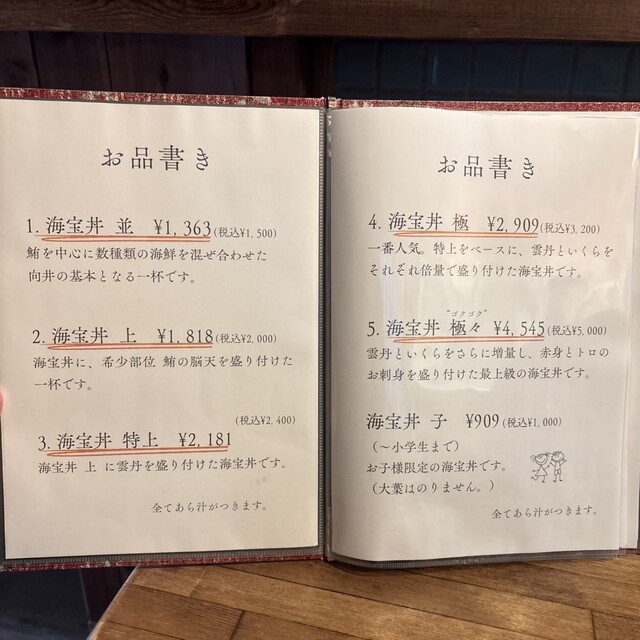 お品書き
1. 海宝丼 並 ¥1,363(税込¥1,500)
鮪を中心に数種類の海鮮を混ぜ合わせた
向井の基本となる一杯です。
2. 海宝丼 上 ¥1,818(税込¥2,000)
海宝丼に、希少部位 鮪の脳天を盛り付けた
一杯です。
(税込¥2,400)
3. 海宝丼 特上 ¥2,181
海宝丼 上 に雲丹を盛り付けた海宝丼です。
全てあら汁がつきます。
お品書き
4. 海宝丼 極 ¥2,909(税込¥3,200)
一番人気。特上をベースに、雲丹といくらを
それぞれ倍量で盛り付けた海宝丼です。
"ゴクゴク"
5. 海宝丼 極々 ¥4,545(税込¥5,000)
雲丹といくらをさらに増量し、赤身とトロの
お刺身を盛り付けた最上級の海宝丼です。
海宝丼 子 ¥909(税込¥1,000)
(〜小学生まで)
お子様限定の海宝丼です。
(大葉はのりません。)
全てあら汁がつきます。